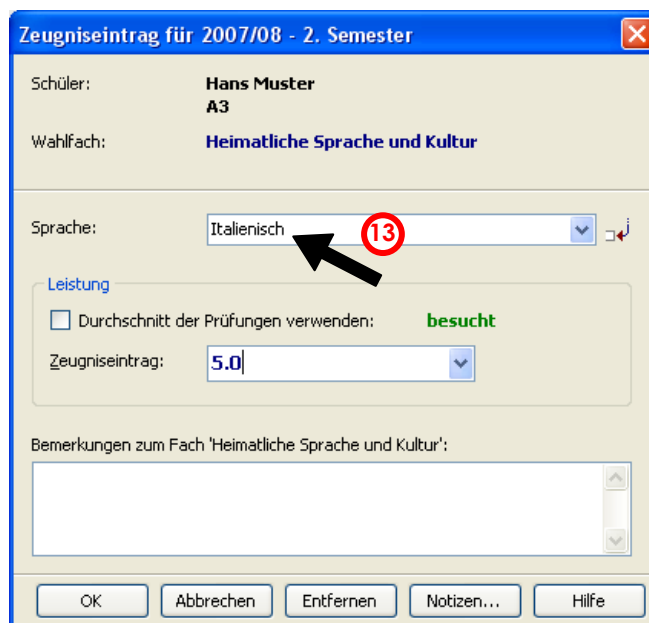 Zeugniseintrag für 2007/08 - 2. Semester
Schüler: Hans Muster
A3
Wahlfach: Heimatliche Sprache und Kultur
Sprache: Italienisch 13
Leistung
Durchschnitt der Prüfungen verwenden: besucht
Zeugniseintrag: 5.0
Bemerkungen zum Fach 'Heimatliche Sprache und Kultur':
OK Abbrechen Entfernen Notizen... Hilfe